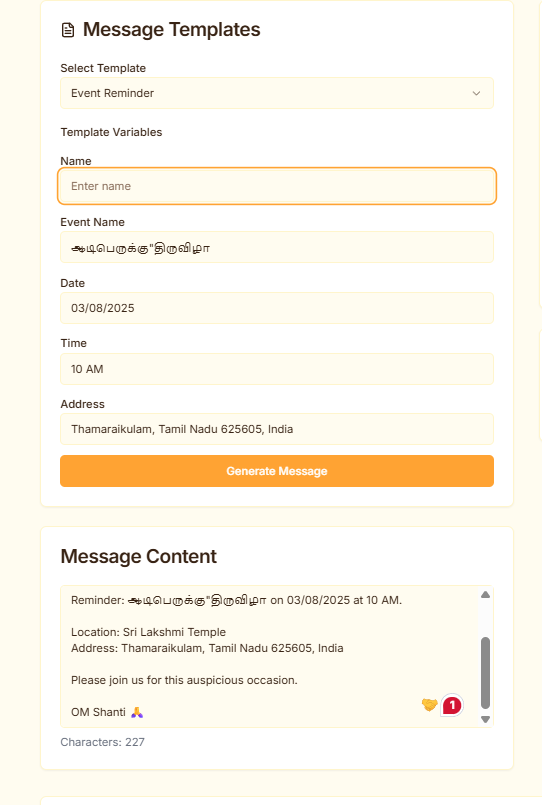 Message Templates
Select Template
Event Reminder
Template Variables
Name
Enter name
Event Name
ஆடிபெருக்கு"திருவிழா
Date
03/08/2025
Time
10 AM
Address
Thamaraikulam, Tamil Nadu 625605, India
Generate Message
Message Content
Reminder: ஆடிபெருக்கு"திருவிழா on 03/08/2025 at 10 AM.
Location: Sri Lakshmi Temple
Address: Thamaraikulam, Tamil Nadu 625605, India
Please join us for this auspicious occasion.
OM Shanti 🙏
1
Characters: 227